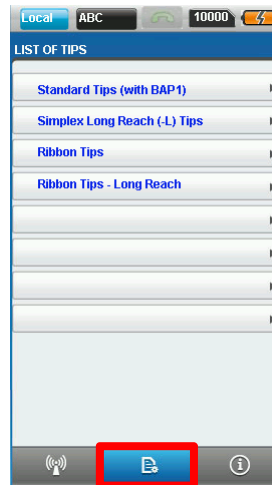 Local ABC 10000
LIST OF TIPS
Standard Tips (with BAP1)
Simplex Long Reach (-L) Tips
Ribbon Tips
Ribbon Tips - Long Reach